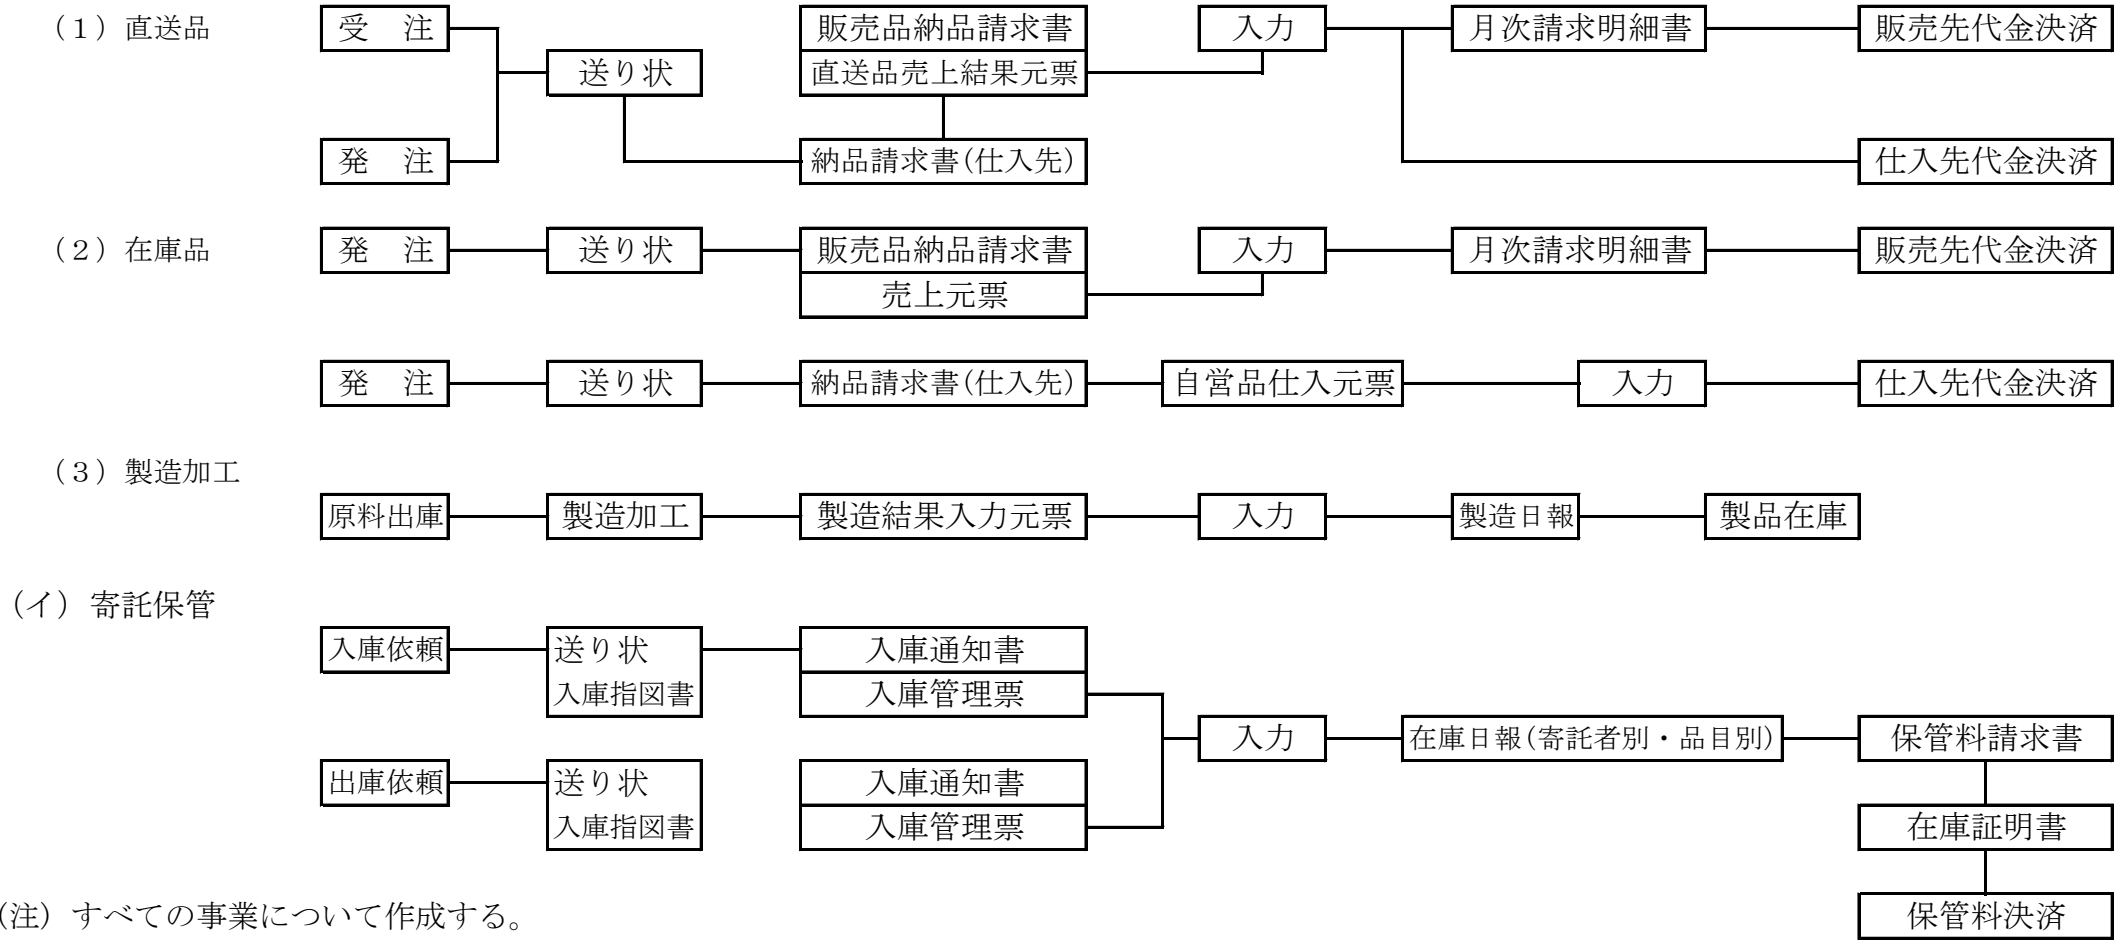 （１）直送品
受　注
販売品納品請求書
入力
月次請求明細書
販売先代金決済
送り状
直送品売上結果元票
発　注
納品請求書(仕入先)
仕入先代金決済
（２）在庫品
発　注
送り状
販売品納品請求書
入力
月次請求明細書
販売先代金決済
売上元票
発　注
送り状
納品請求書(仕入先)
自営品仕入元票
入力
仕入先代金決済
（３）製造加工
原料出庫
製造加工
製造結果入力元票
入力
製造日報
製品在庫
（イ）寄託保管
入庫依頼
送り状
入庫通知書
入庫指図書
入庫管理票
入力
在庫日報(寄託者別・品目別)
保管料請求書
出庫依頼
送り状
入庫通知書
入庫指図書
入庫管理票
在庫証明書
保管料決済
（注）すべての事業について作成する。